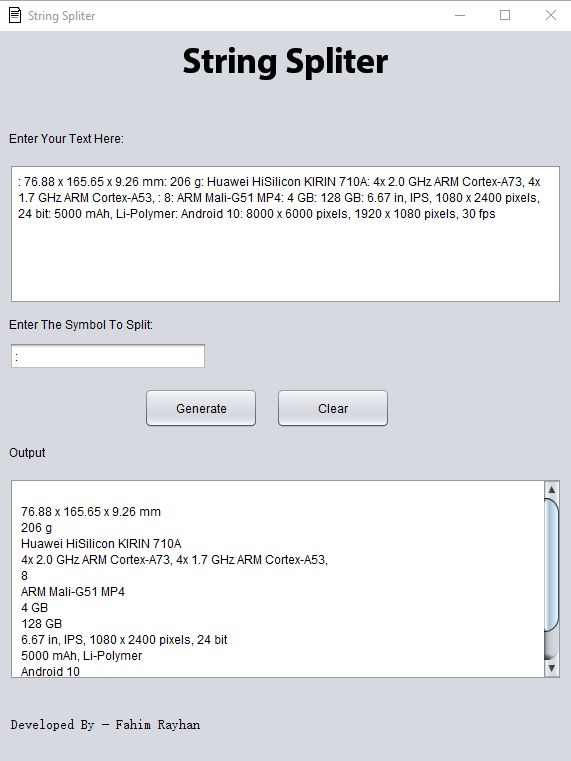 String Spliter
String Spliter
Enter Your Text Here:
: 76.88 x 165.65 x 9.26 mm: 206 g: Huawei HiSilicon KIRIN 710A: 4x 2.0 GHz ARM Cortex-A73, 4x
1.7 GHz ARM Cortex-A53, : 8: ARM Mali-G51 MP4: 4 GB: 128 GB: 6.67 in, IPS, 1080 x 2400 pixels,
24 bit: 5000 mAh, Li-Polymer: Android 10: 8000 x 6000 pixels, 1920 x 1080 pixels, 30 fps
Enter The Symbol To Split:
:
Generate Clear
Output
76.88 x 165.65 x 9.26 mm
206 g
Huawei HiSilicon KIRIN 710A
4x 2.0 GHz ARM Cortex-A73, 4x 1.7 GHz ARM Cortex-A53,
8
ARM Mali-G51 MP4
4 GB
128 GB
6.67 in, IPS, 1080 x 2400 pixels, 24 bit
5000 mAh, Li-Polymer
Android 10
Developed By - Fahim Rayhan